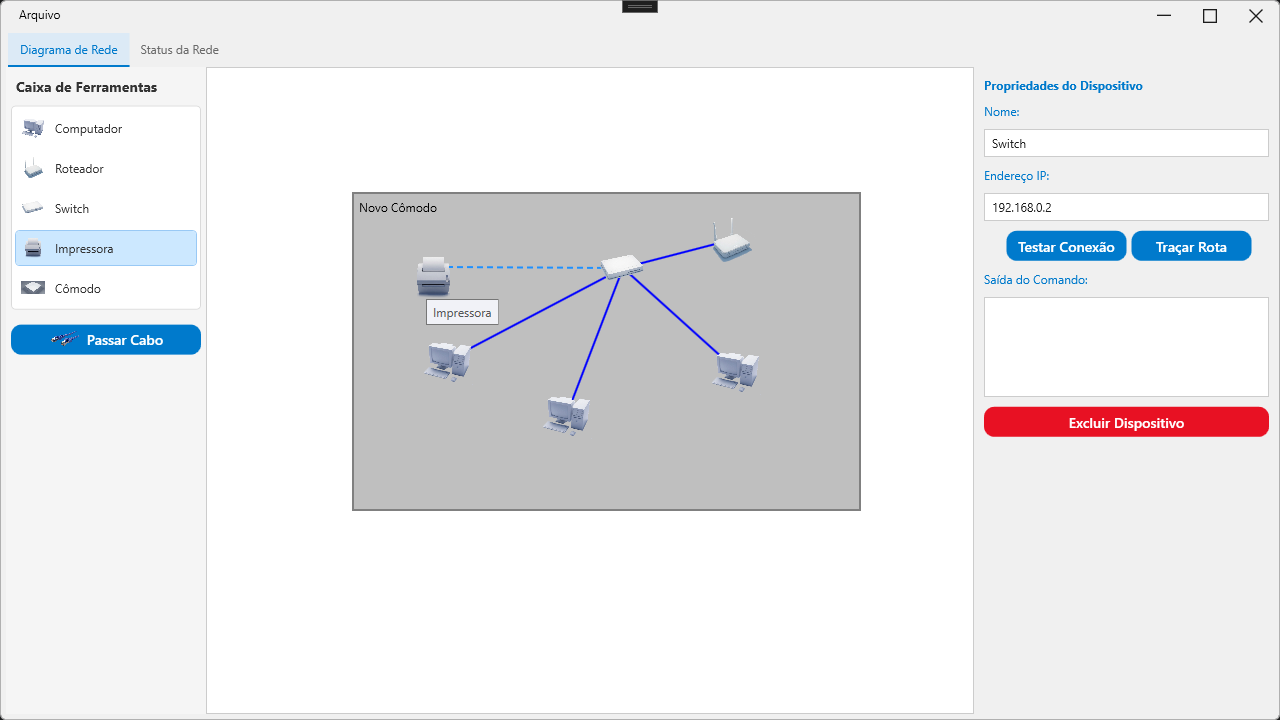 Arquivo
Diagrama de Rede
Status da Rede
Caixa de Ferramentas
Computador
Roteador
Switch
Impressora
Cômodo
Passar Cabo
Novo Cômodo
Impressora
Propriedades do Dispositivo
Nome:
Switch
Endereço IP:
192.168.0.2
Testar Conexão
Traçar Rota
Saída do Comando:
Excluir Dispositivo